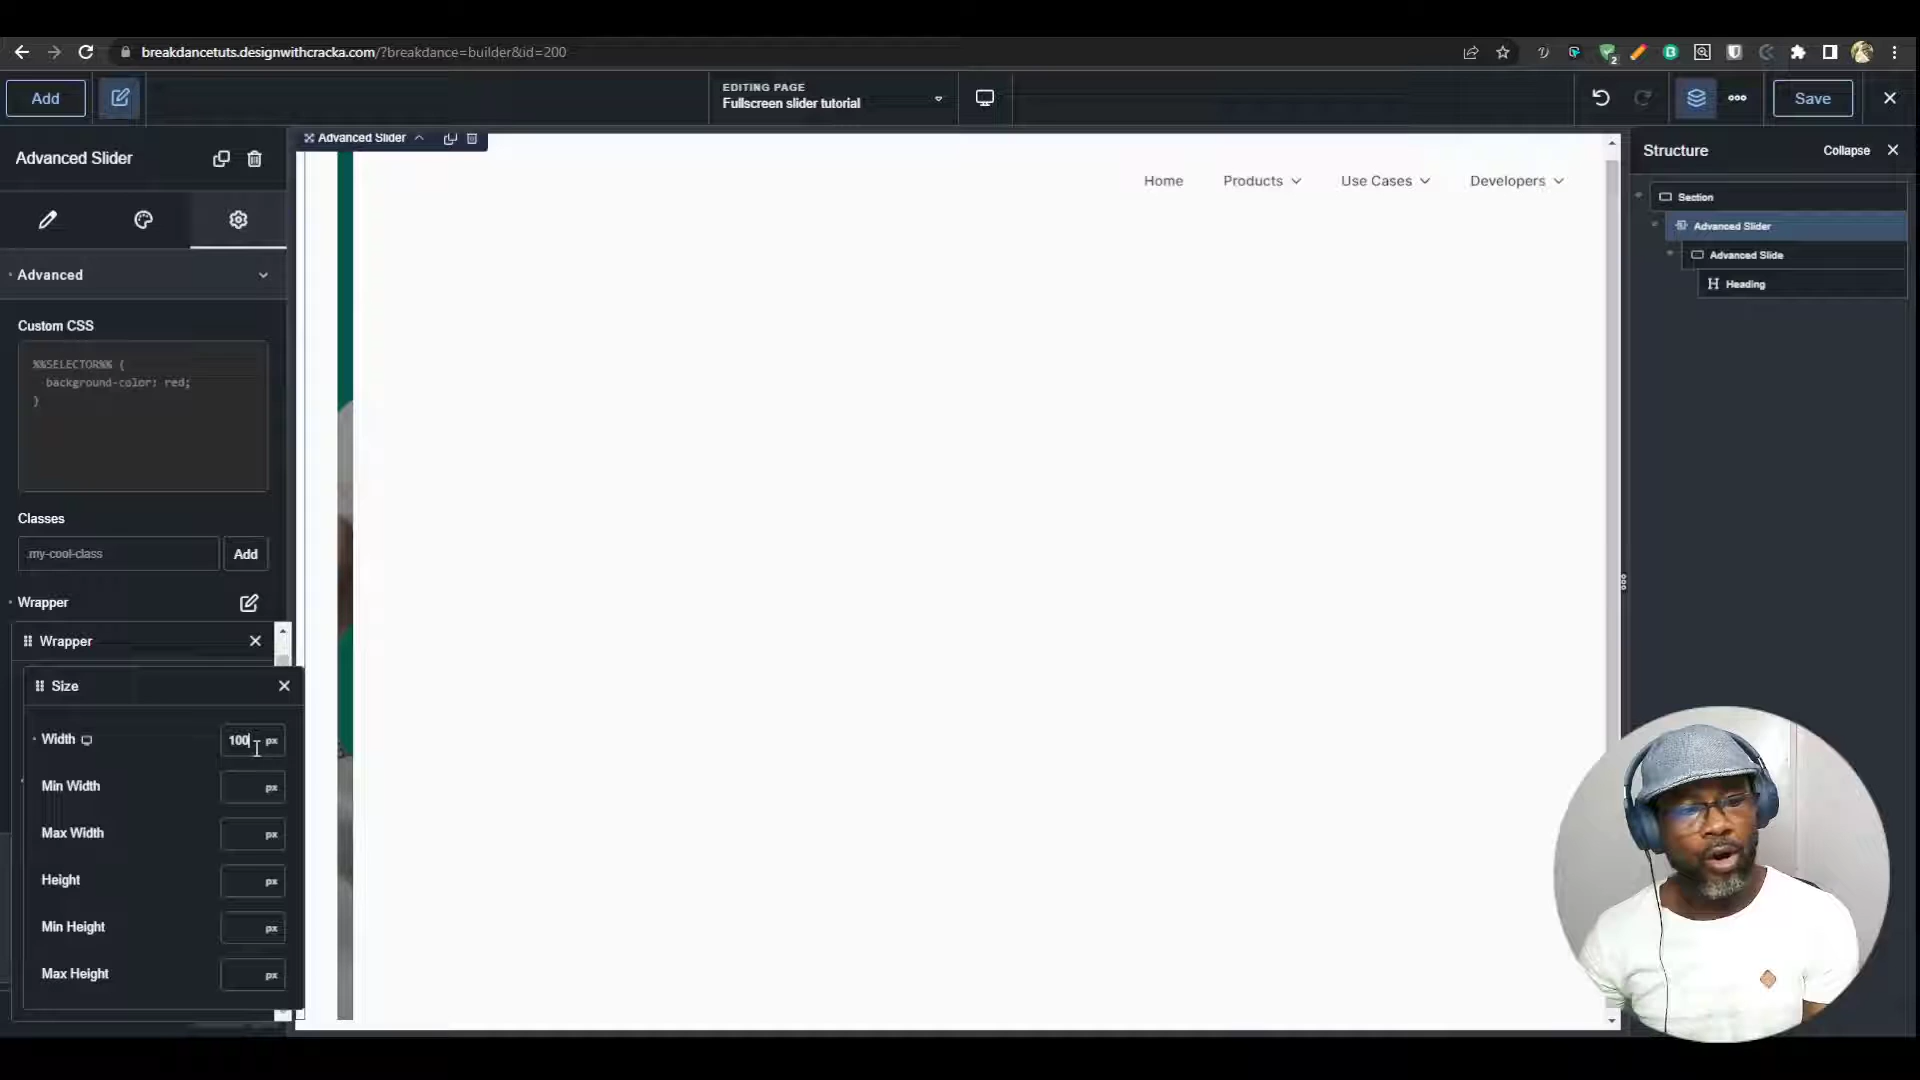 breakdancetuts.designwithcracka.com/?breakdance=builder&id=200
2
Add
EDITING PAGE
Fullscreen slider tutorial
Save
Advanced Slider
Advanced Slider
Structure
Collapse
Home
Products
Use Cases
Developers
Section
Advanced Slider
Advanced Slide
Heading
Advanced
Custom CSS
%%SELECTOR%% {
background-color: red;
}
Classes
.my-cool-class
Add
Wrapper
Wrapper
Size
Width
100
px
Min Width
px
Max Width
px
Height
px
Min Height
px
Max Height
px